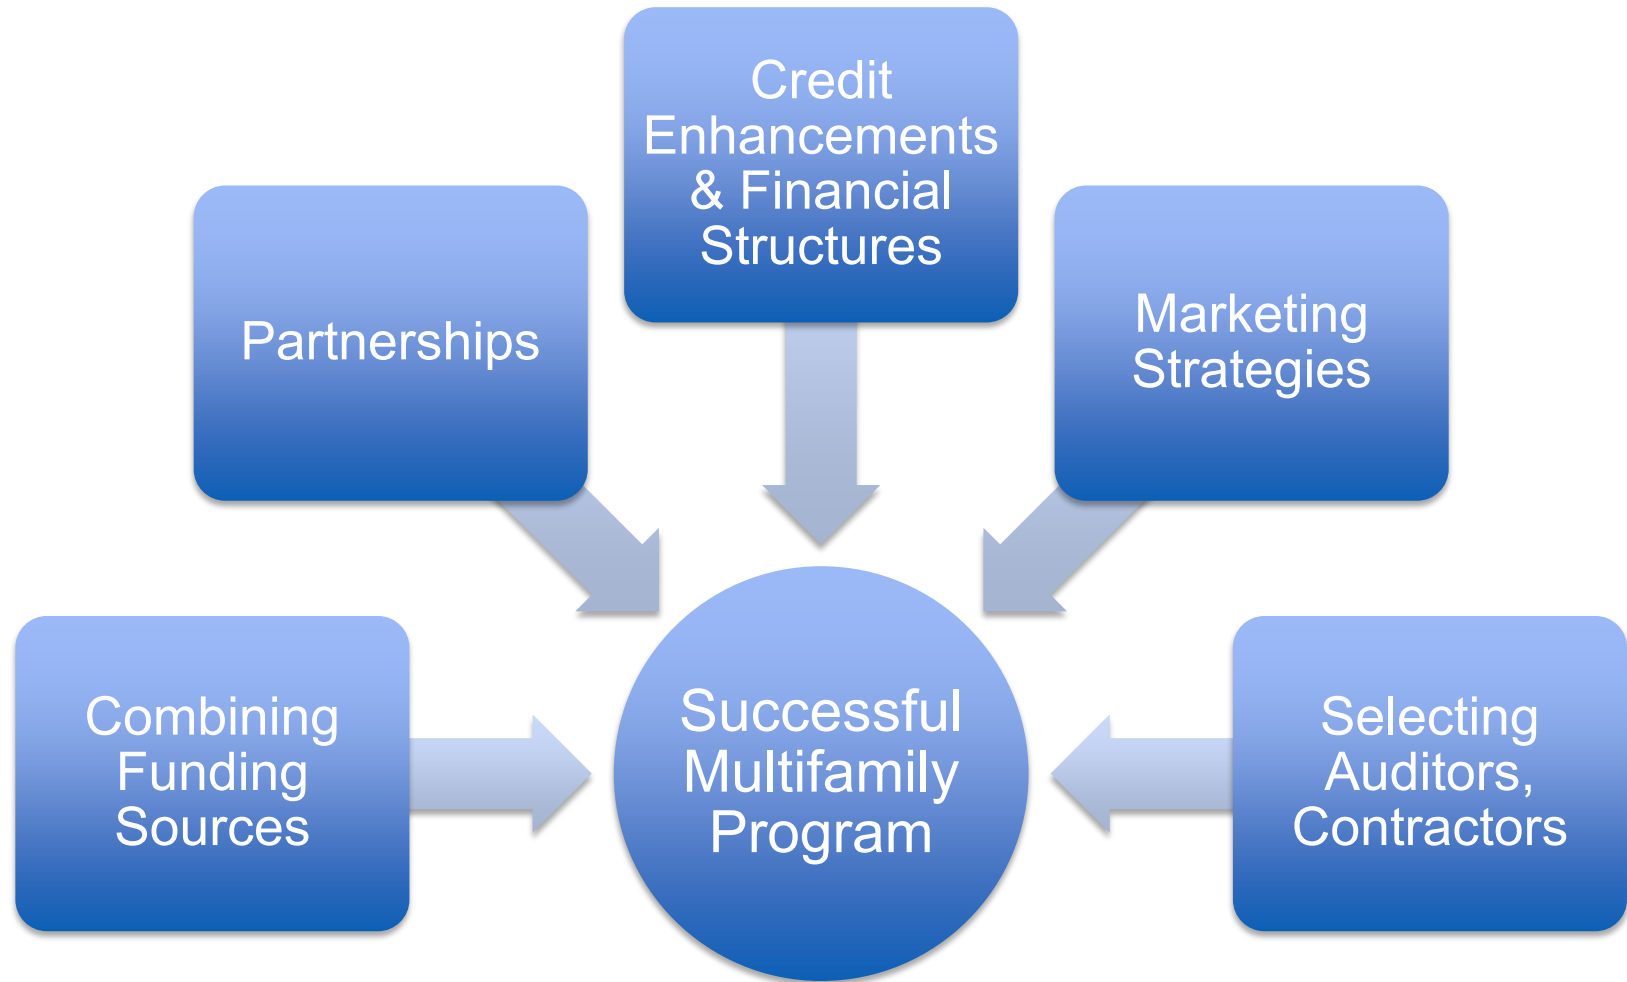 Credit
Enhancements
& Financial
Structures
Partnerships
Marketing
Strategies
Combining
Funding
Sources
Successful
Multifamily
Program
Selecting
Auditors,
Contractors